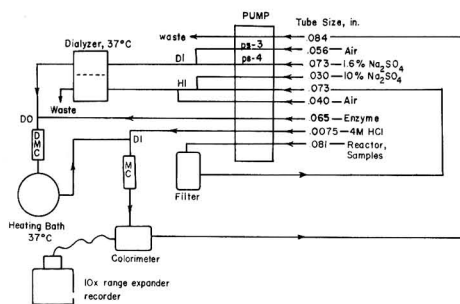 PUMP
Tube Size, in.
waste
.084
Dialyzer, 37°C
DI
ps-3
.056 Air
ps-4
.073 1.6% Na2SO4
HI
.030 10% Na2SO4
.073
Waste
.040 Air
DO
.065 Enzyme
DI
.0075 4M HCl
.081 Reactor, Samples
DMC
MC
Filter
Heating Bath
37°C
Colorimeter
10x range expander
recorder